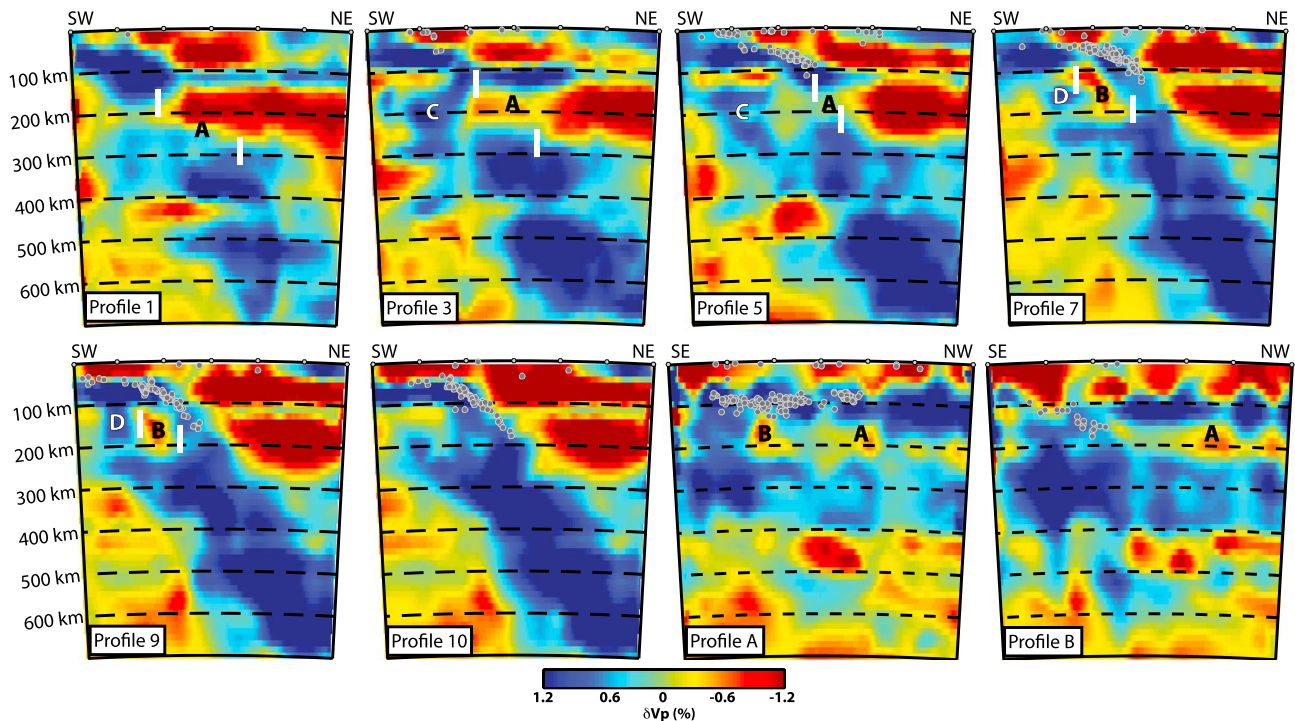 SW NE SW NE SW NE SW NE
100 km
200 km
300 km
400 km
500 km
600 km
A
C A
C A
D B
Profile 1 Profile 3 Profile 5 Profile 7
SW NE SW NE SE NW SE NW
100 km
200 km
300 km
400 km
500 km
600 km
D B
B A
A
Profile 9 Profile 10 Profile A Profile B
1.2 0.6 0 -0.6 -1.2
δVp (%)